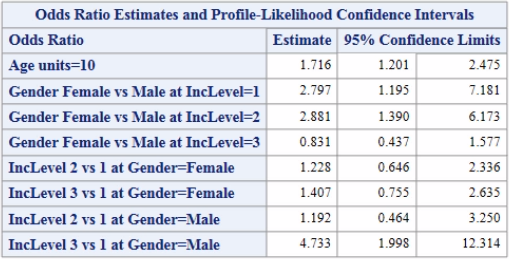 Odds Ratio Estimates and Profile-Likelihood Confidence Intervals
Odds Ratio Estimate 95% Confidence Limits
Age units=10 1.716 1.201 2.475
Gender Female vs Male at IncLevel=1 2.797 1.195 7.181
Gender Female vs Male at IncLevel=2 2.881 1.390 6.173
Gender Female vs Male at IncLevel=3 0.831 0.437 1.577
IncLevel 2 vs 1 at Gender=Female 1.228 0.646 2.336
IncLevel 3 vs 1 at Gender=Female 1.407 0.755 2.635
IncLevel 2 vs 1 at Gender=Male 1.192 0.464 3.250
IncLevel 3 vs 1 at Gender=Male 4.733 1.998 12.314